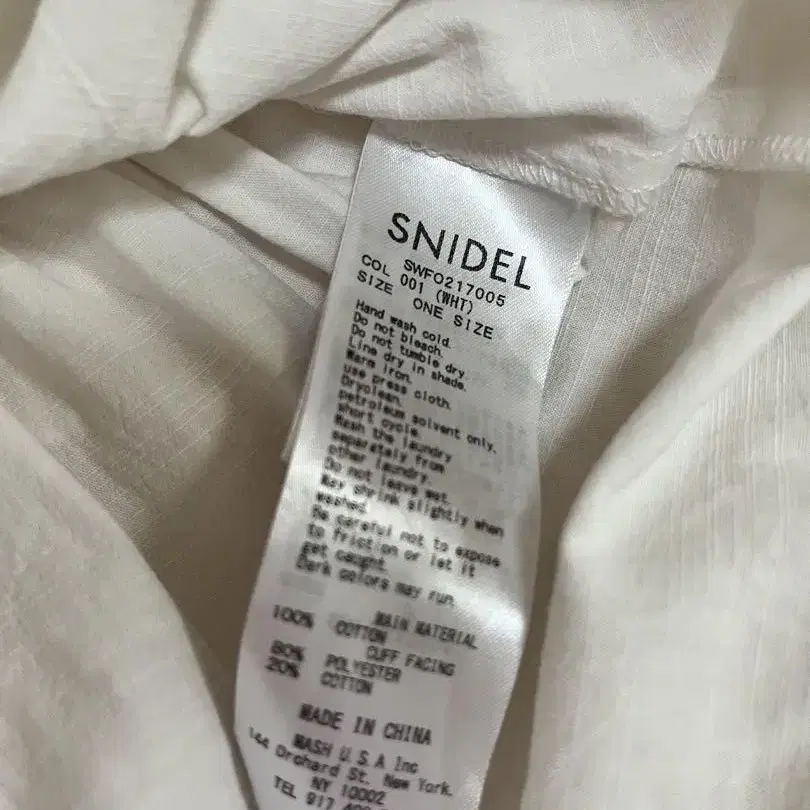 SNIDEL
SWFO217005
COL 001 (WHT)
SIZE ONE SIZE
Hand wash cold.
Do not bleach.
Do not tumble dry.
Line dry in shade.
Warm iron.
use press cloth.
Dryclean.
petroleum solvent only.
short cycle.
Wash the laundry
separately from
other laundry.
Do not leave wet.
May shrink slightly when
washed.
Be careful not to expose
to friction or let it
get caught.
Dark colors may run.
MAIN MATERIAL
100% COTTON
CUFF FACING
80% POLYESTER
20% COTTON
MADE IN CHINA
MASH U.S.A Inc
144 Orchard St. New York.
NY 10002
TEL 917